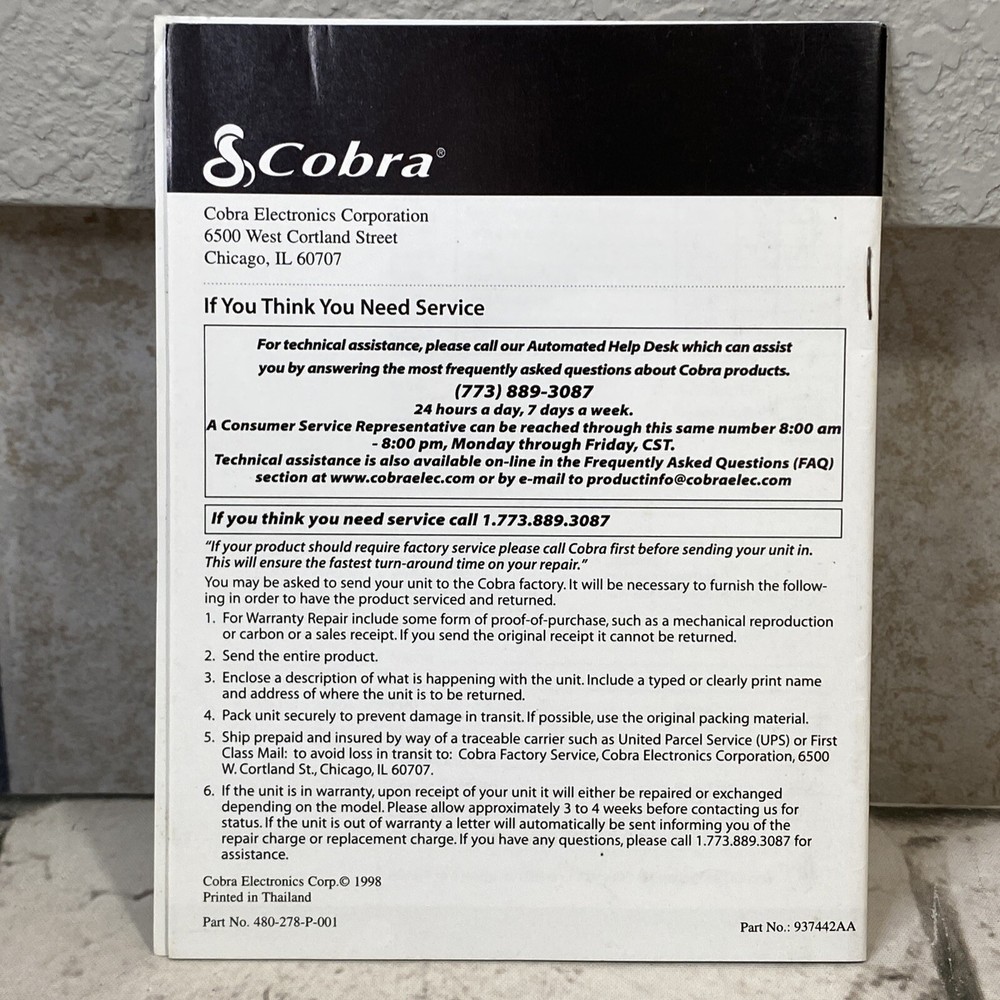 Cobra®
Cobra Electronics Corporation
6500 West Cortland Street
Chicago, IL 60707
If You Think You Need Service
For technical assistance, please call our Automated Help Desk which can assist
you by answering the most frequently asked questions about Cobra products.
(773) 889-3087
24 hours a day, 7 days a week.
A Consumer Service Representative can be reached through this same number 8:00 am
- 8:00 pm, Monday through Friday, CST.
Technical assistance is also available on-line in the Frequently Asked Questions (FAQ)
section at www.cobraelec.com or by e-mail to productinfo@cobraelec.com
If you think you need service call 1.773.889.3087
“If your product should require factory service please call Cobra first before sending your unit in.
This will ensure the fastest turn-around time on your repair.”
You may be asked to send your unit to the Cobra factory. It will be necessary to furnish the follow-
ing in order to have the product serviced and returned.
1. For Warranty Repair include some form of proof-of-purchase, such as a mechanical reproduction
or carbon or a sales receipt. If you send the original receipt it cannot be returned.
2. Send the entire product.
3. Enclose a description of what is happening with the unit. Include a typed or clearly print name
and address of where the unit is to be returned.
4. Pack unit securely to prevent damage in transit. If possible, use the original packing material.
5. Ship prepaid and insured by way of a traceable carrier such as United Parcel Service (UPS) or First
Class Mail: to avoid loss in transit to: Cobra Factory Service, Cobra Electronics Corporation, 6500
W. Cortland St., Chicago, IL 60707.
6. If the unit is in warranty, upon receipt of your unit it will either be repaired or exchanged
depending on the model. Please allow approximately 3 to 4 weeks before contacting us for
status. If the unit is out of warranty a letter will automatically be sent informing you of the
repair charge or replacement charge. If you have any questions, please call 1.773.889.3087 for
assistance.
Cobra Electronics Corp.© 1998
Printed in Thailand
Part No. 480-278-P-001
Part No.: 937442AA